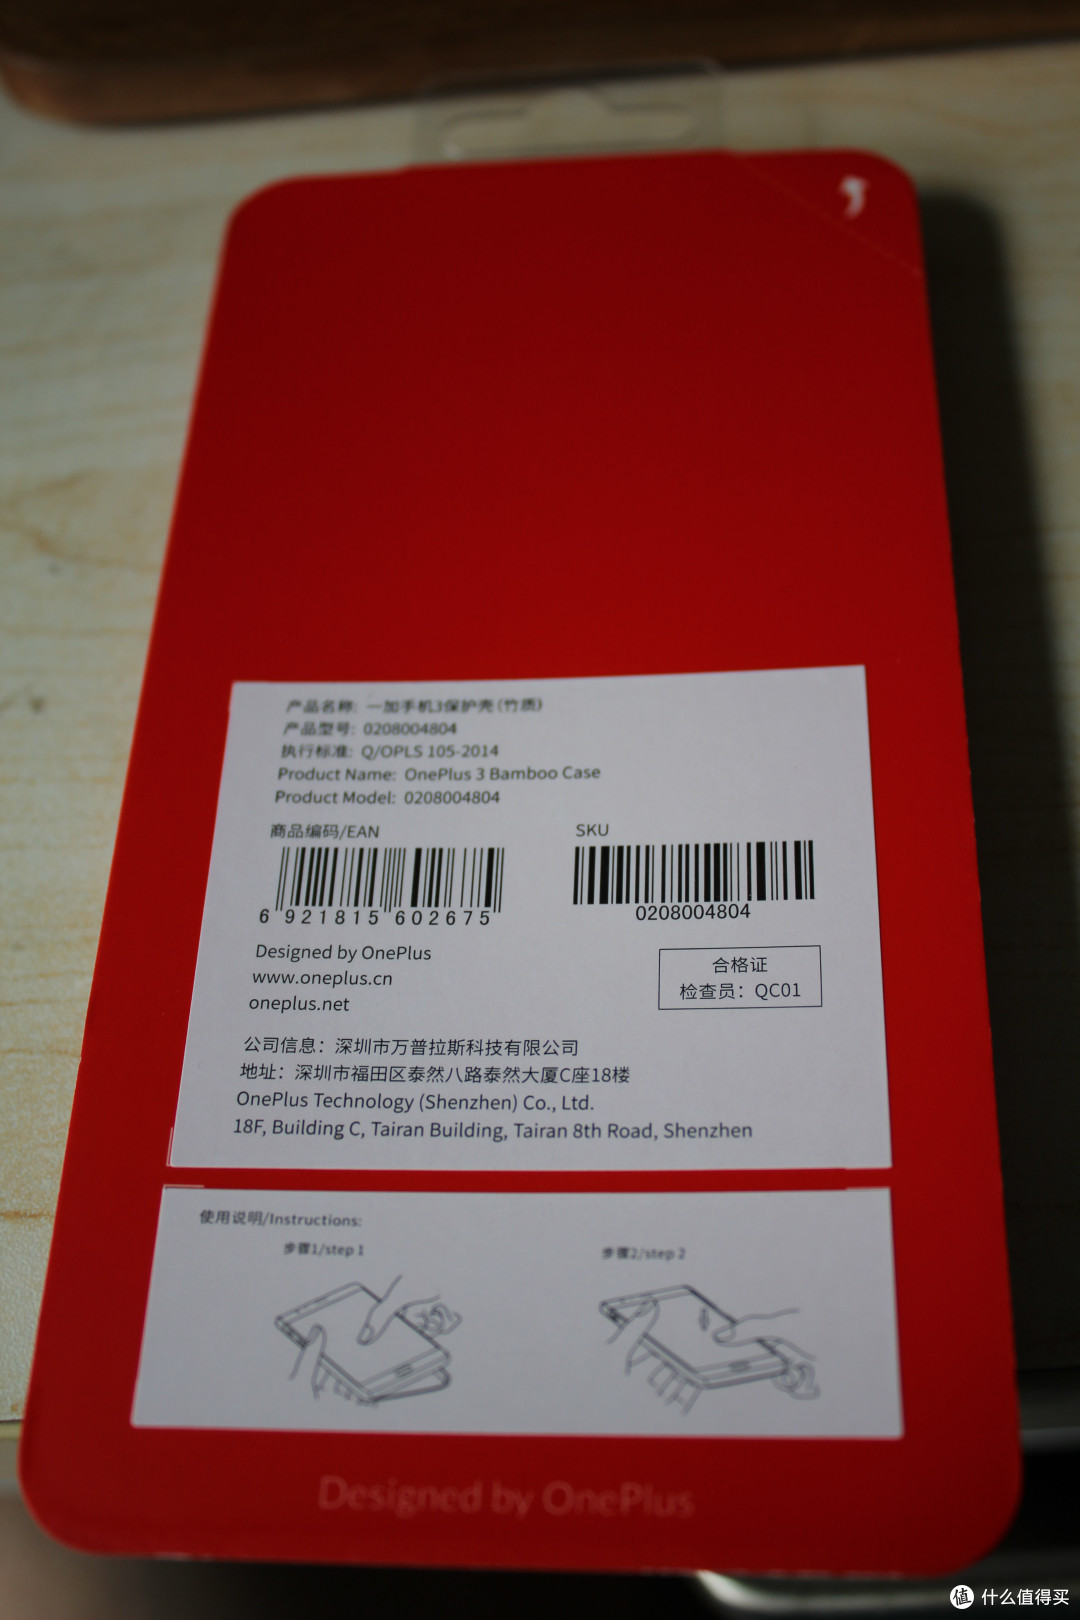 产品名称: 一加手机3保护壳(竹质)
产品型号: 0208004804
执行标准: Q/OPLS 105-2014
Product Name: OnePlus 3 Bamboo Case
Product Model: 0208004804
商品编码/EAN
SKU
6 921815 602675
0208004804
Designed by OnePlus
www.oneplus.cn
oneplus.net
合格证
检查员: QC01
公司信息: 深圳市万普拉斯科技有限公司
地址: 深圳市福田区泰然八路泰然大厦C座18楼
OnePlus Technology (Shenzhen) Co., Ltd.
18F, Building C, Tairan Building, Tairan 8th Road, Shenzhen
使用说明/Instructions:
步骤1/step 1
步骤2/step 2
Designed by OnePlus
值 什么值得买